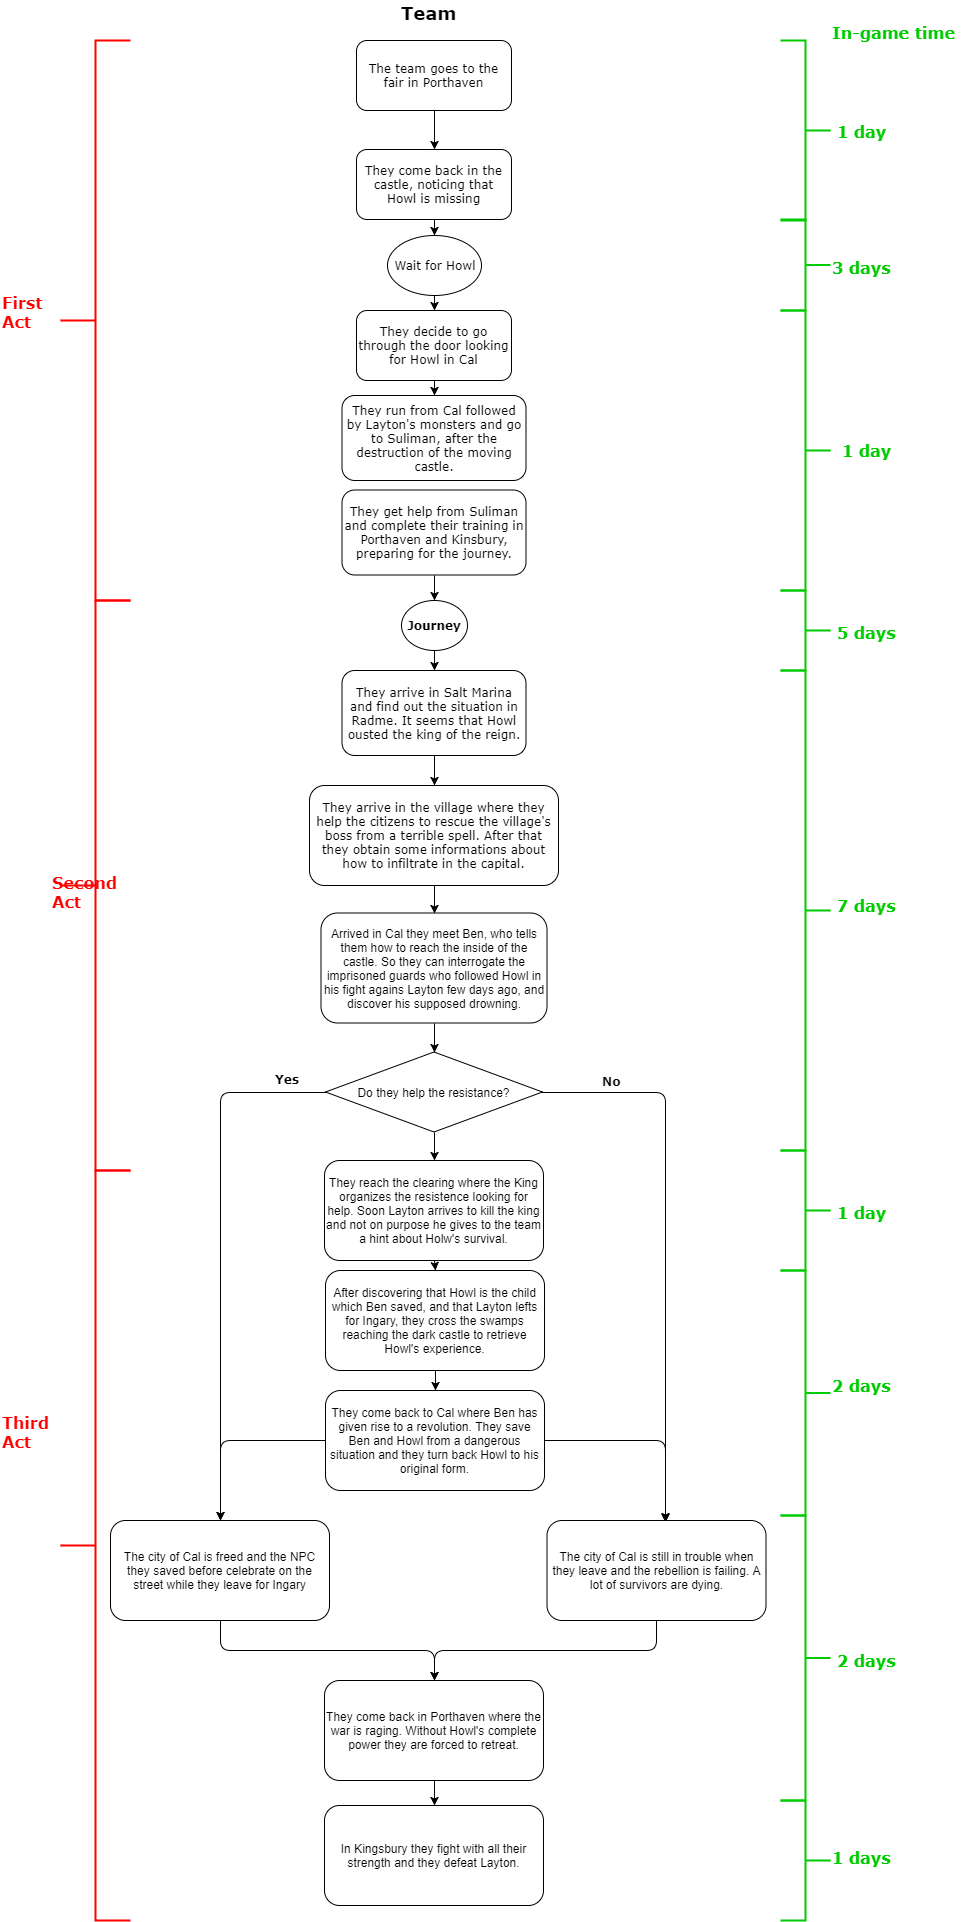 Team
In-game time
The team goes to the
fair in Porthaven
1 day
They come back in the
castle, noticing that
Howl is missing
Wait for Howl
3 days
First
Act
They decide to go
through the door looking
for Howl in Cal
They run from Cal followed
by Layton's monsters and go
to Suliman, after the
destruction of the moving
castle.
1 day
They get help from Suliman
and complete their training in
Porthaven and Kinsbury,
preparing for the journey.
Journey
5 days
They arrive in Salt Marina
and find out the situation in
Radme. It seems that Howl
ousted the king of the reign.
They arrive in the village where they
help the citizens to rescue the village's
boss from a terrible spell. After that
they obtain some informations about
how to infiltrate in the capital.
Second
Act
7 days
Arrived in Cal they meet Ben, who tells
them how to reach the inside of the
castle. So they can interrogate the
imprisoned guards who followed Howl in
his fight agains Layton few days ago, and
discover his supposed drowning.
Yes
Do they help the resistance?
No
They reach the clearing where the King
organizes the resistence looking for
help. Soon Layton arrives to kill the king
and not on purpose he gives to the team
a hint about Holw's survival.
1 day
After discovering that Howl is the child
which Ben saved, and that Layton lefts
for Ingary, they cross the swamps
reaching the dark castle to retrieve
Howl's experience.
2 days
They come back to Cal where Ben has
given rise to a revolution. They save
Ben and Howl from a dangerous
situation and they turn back Howl to his
original form.
Third
Act
The city of Cal is freed and the NPC
they saved before celebrate on the
street while they leave for Ingary
The city of Cal is still in trouble when
they leave and the rebellion is failing. A
lot of survivors are dying.
2 days
They come back in Porthaven where the
war is raging. Without Howl's complete
power they are forced to retreat.
In Kingsbury they fight with all their
strength and they defeat Layton.
1 days